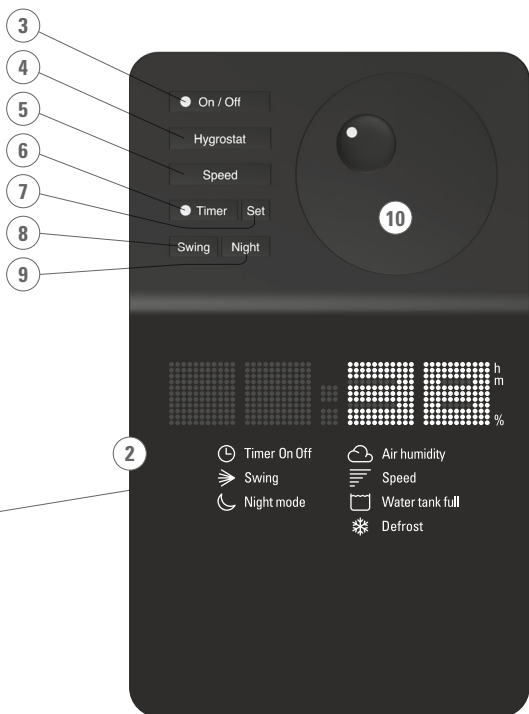 3
4
5
6
7
8
9
On / Off
Hygrostat
Speed
Timer Set
Swing Night
10
38
h
m
%
2
Timer On Off
Swing
Night mode
Air humidity
Speed
Water tank full
Defrost